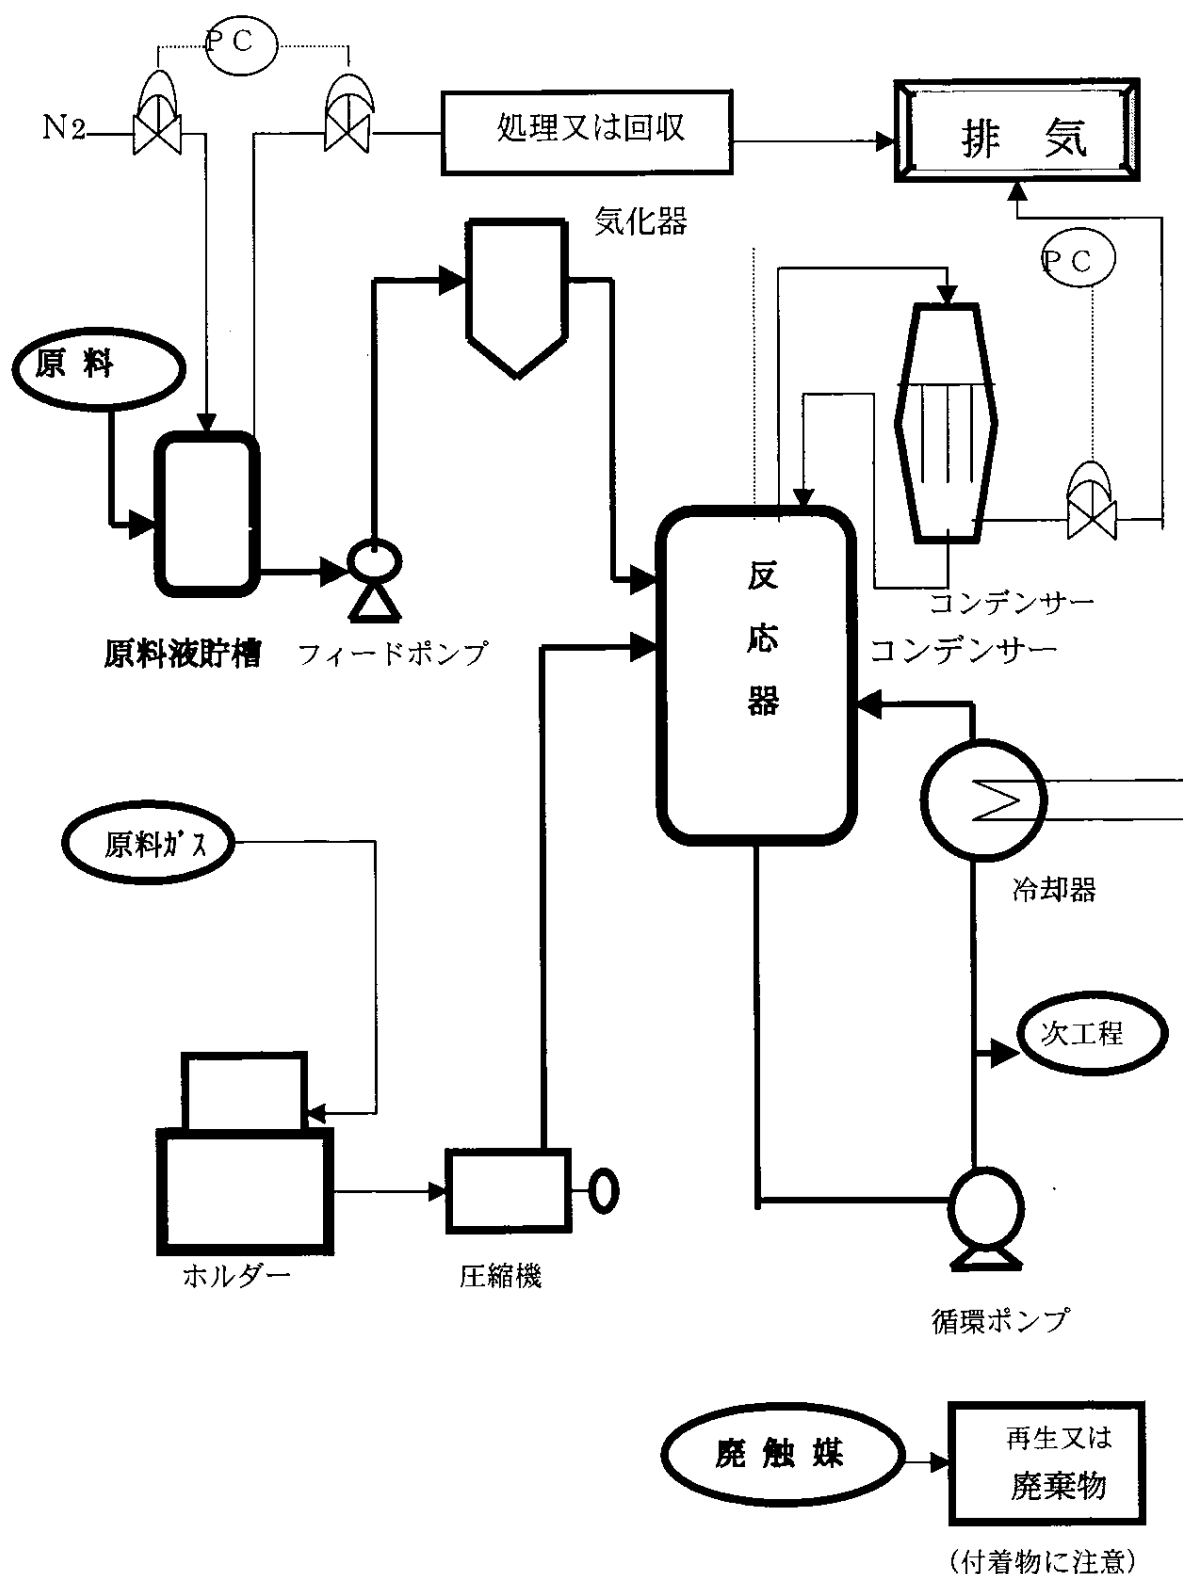 PC
N2
処理又は回収
排 気
気化器
PC
原 料
反
応
器
コンデンサー
原料液貯槽
フィードポンプ
コンデンサー
原料ｶﾞｽ
冷却器
次工程
ホルダー
圧縮機
循環ポンプ
廃 触 媒
再生又は
廃棄物
(付着物に注意)